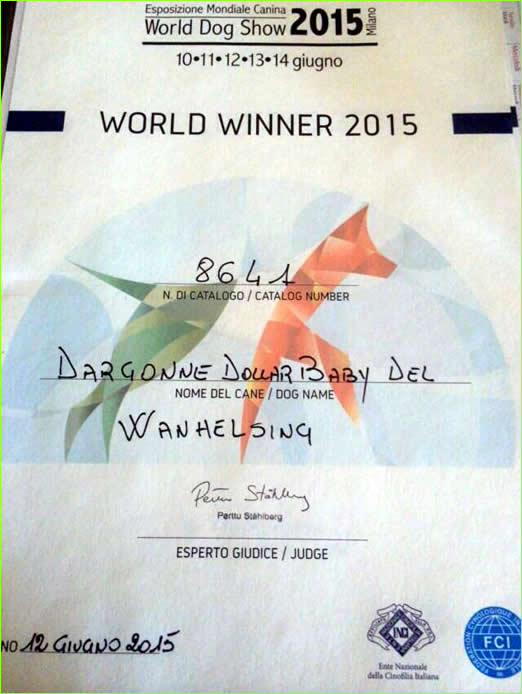 Esposizione Mondiale Canina
World Dog Show 2015 Milano
10•11•12•13•14 giugno
WORLD WINNER 2015
8641
N. DI CATALOGO / CATALOG NUMBER
DARGONNE DOLLAR BABY DEL
NOME DEL CANE / DOG NAME
WANHELSING
Perttu Ståhlberg
ESPERTO GIUDICE / JUDGE
NO 12 GIUGNO 2015
Ente Nazionale
della Cinofilia Italiana
FCI